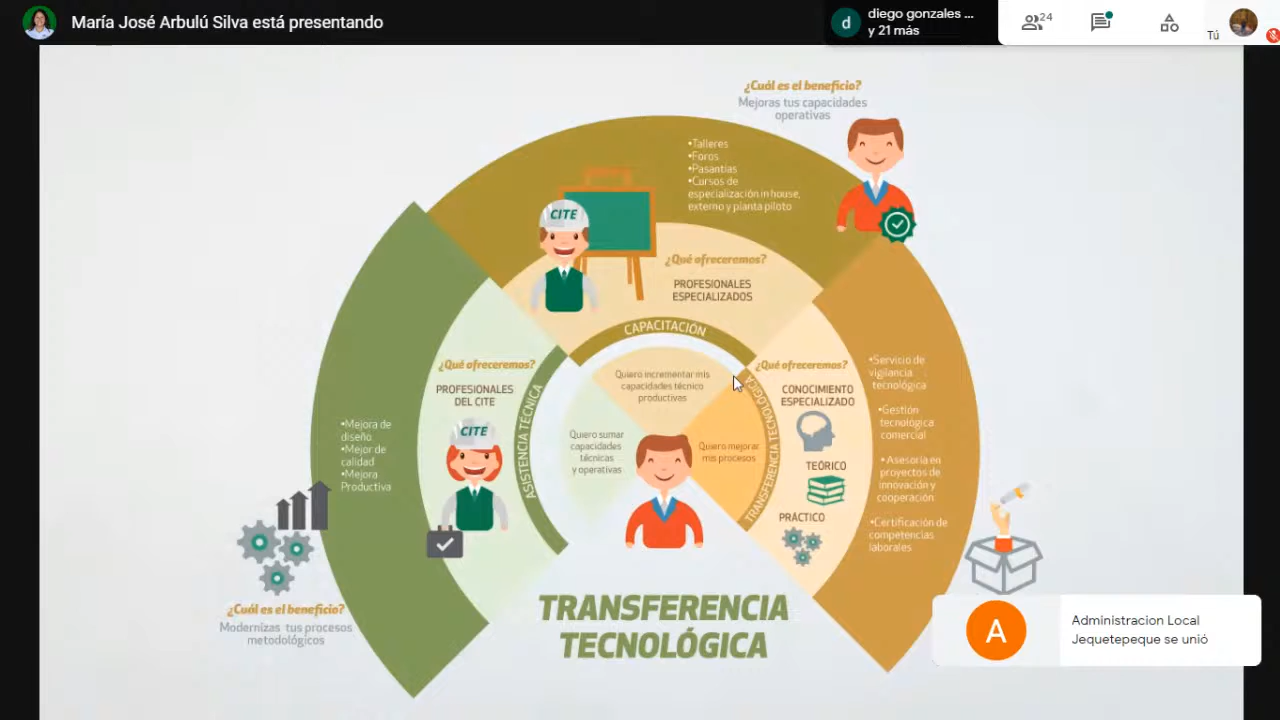 María José Arbulú Silva está presentando
diego gonzales ...
y 21 más
24
Tú
¿Cuál es el beneficio?
Mejoras tus capacidades
operativas
•Talleres
•Foros
•Pasantías
•Cursos de
especialización in house,
externo y planta piloto
CITE
¿Qué ofreceremos?
PROFESIONALES
ESPECIALIZADOS
CAPACITACIÓN
¿Qué ofreceremos?
PROFESIONALES
DEL CITE
CITE
ASISTENCIA TÉCNICA
•Mejora de
diseño
•Mejor de
calidad
•Mejora
Productiva
¿Cuál es el beneficio?
Modernizas tus procesos
metodológicos
Quiero incrementar mis
capacidades técnico
productivas
Quiero sumar
capacidades
técnicas
y operativas
Quiero mejorar
mis procesos
TRANSFERENCIA TECNOLÓGICA
¿Qué ofreceremos?
CONOCIMIENTO
ESPECIALIZADO
TEÓRICO
PRÁCTICO
•Servicio de
vigilancia
tecnológica
•Gestión
tecnológica
comercial
• Asesoría en
proyectos de
innovación y
cooperación
•Certificación de
competencias
laborales
TRANSFERENCIA
TECNOLÓGICA
A
Administracion Local
Jequetepeque se unió